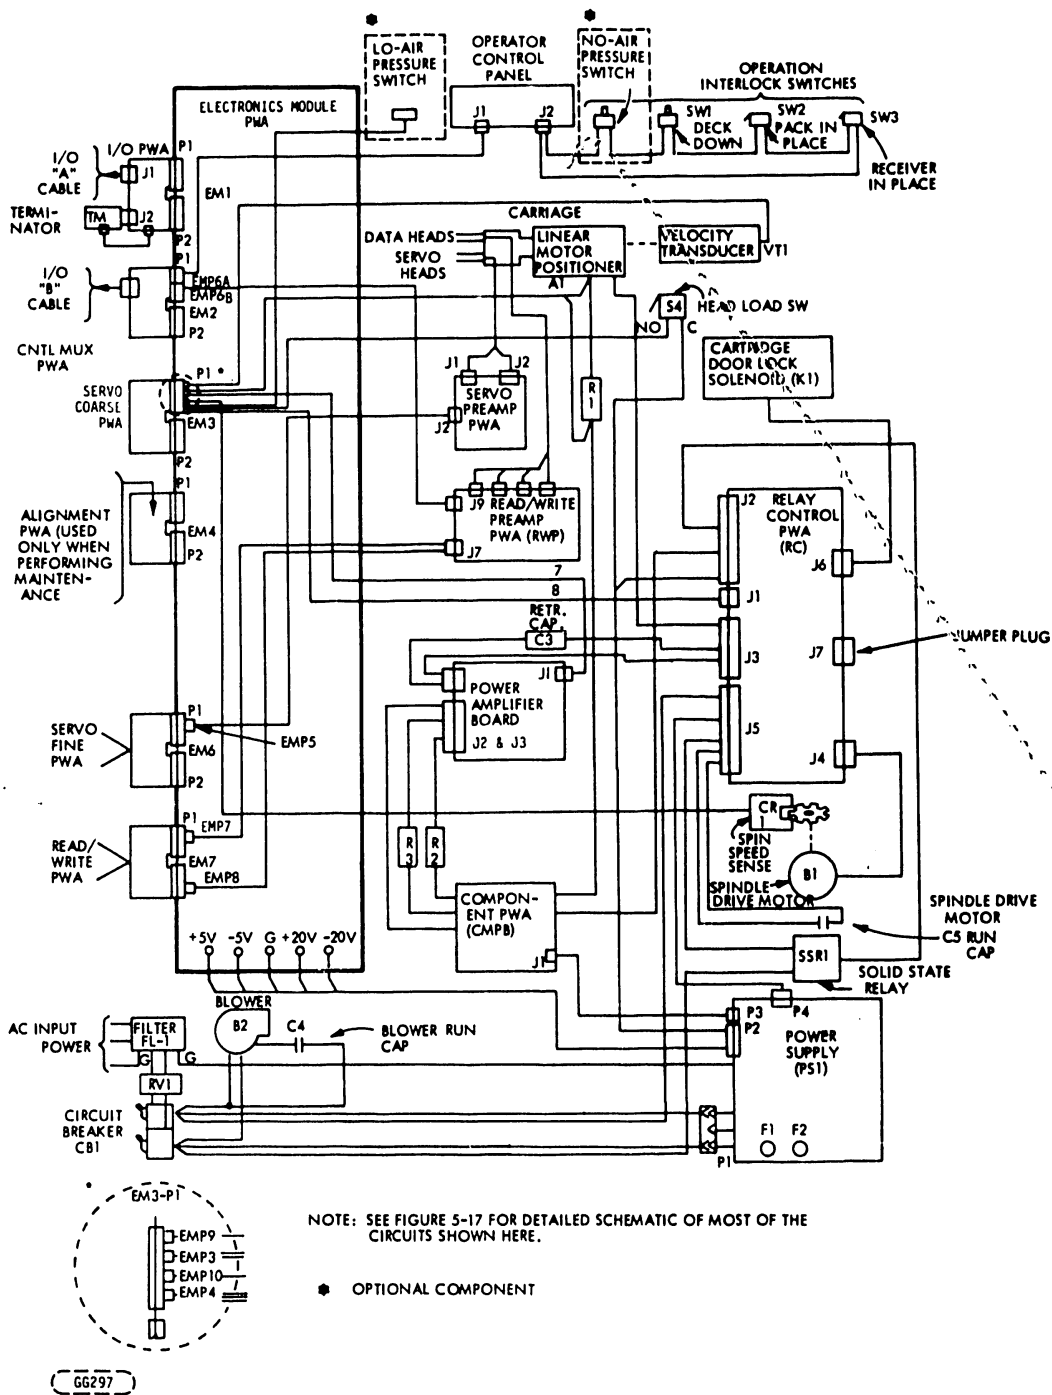 *
*
LO-AIR
PRESSURE
SWITCH
OPERATOR
CONTROL
PANEL
J1
J2
NO-AIR
PRESSURE
SWITCH
OPERATION
INTERLOCK SWITCHES
SW1
DECK
DOWN
SW2
PACK IN
PLACE
SW3
RECEIVER
IN PLACE
ELECTRONICS MODULE
PWA
I/O
"A"
CABLE
I/O PWA
J1
P1
EM1
TERMI-
NATOR
TM
J2
P2
I/O
"B"
CABLE
P1
EMP6A
EMP6B
EM2
P2
CNTL MUX
PWA
SERVO
COARSE
PWA
P1 *
EM3
P2
ALIGNMENT
PWA (USED
ONLY WHEN
PERFORMING
MAINTEN-
ANCE
P1
EM4
P2
CARRIAGE
DATA HEADS
SERVO
HEADS
LINEAR
MOTOR
POSITIONER
A1
VELOCITY
TRANSDUCER
VT1
S4
HEAD LOAD SW
NO
C
CARTRIDGE
DOOR LOCK
SOLENOID (K1)
J1
J2
SERVO
PREAMP
PWA
J2
R
1
J9
READ/WRITE
PREAMP
PWA (RWP)
J7
7
8
RETR.
CAP.
C3
J2
RELAY
CONTROL
PWA
(RC)
J6
J1
J3
J7
JUMPER PLUG
J5
J4
J1
POWER
AMPLIFIER
BOARD
J2 & J3
SERVO
FINE
PWA
P1
EM6
EMP5
P2
READ/
WRITE
PWA
P1
EMP7
EM7
EMP8
R
3
R
2
CR
1
SPIN
SPEED
SENSE
B1
SPINDLE
DRIVE MOTOR
COMPON-
ENT PWA
(CMPB)
J1
SPINDLE DRIVE
MOTOR
C5 RUN
CAP
SSR1
SOLID STATE
RELAY
+5V
-5V
G
+20V
-20V
BLOWER
B2
C4
BLOWER RUN
CAP
AC INPUT
POWER
FILTER
FL-1
G
G
RV1
CIRCUIT
BREAKER
CB1
P3
P4
P2
POWER
SUPPLY
(PS1)
F1
F2
P1
*
EM3-P1
EMP9
EMP3
EMP10
EMP4
NOTE: SEE FIGURE 5-17 FOR DETAILED SCHEMATIC OF MOST OF THE
CIRCUITS SHOWN HERE.
* OPTIONAL COMPONENT
GG297